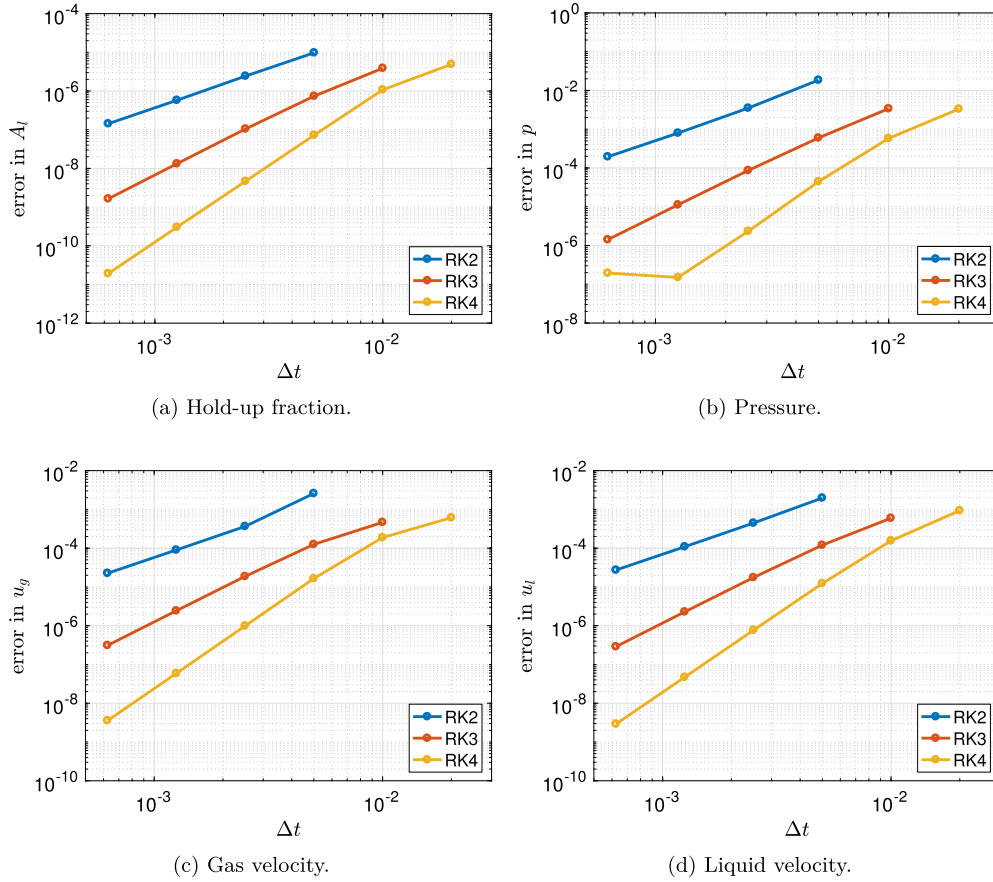 10^-4
10^-6
10^-8
10^-10
10^-12
error in A_l
10^-3
10^-2
Δt
RK2
RK3
RK4
(a) Hold-up fraction.
10^0
10^-2
10^-4
10^-6
10^-8
error in p
10^-3
10^-2
Δt
RK2
RK3
RK4
(b) Pressure.
10^-2
10^-4
10^-6
10^-8
10^-10
error in u_g
10^-3
10^-2
Δt
RK2
RK3
RK4
(c) Gas velocity.
10^-2
10^-4
10^-6
10^-8
10^-10
error in u_l
10^-3
10^-2
Δt
RK2
RK3
RK4
(d) Liquid velocity.